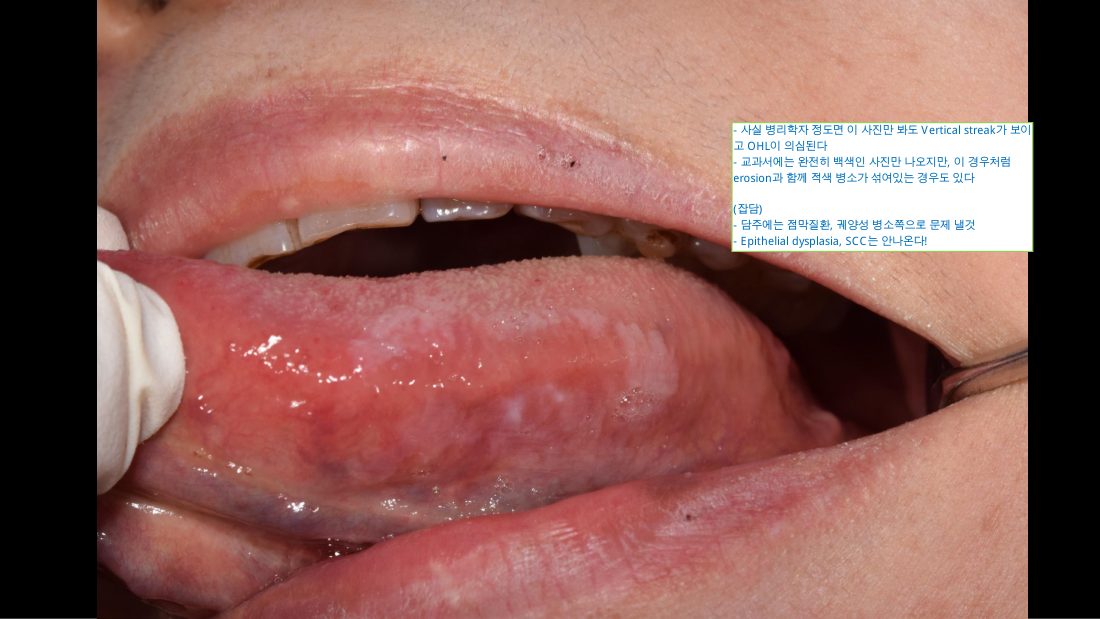 - 사실 병리학자 정도면 이 사진만 봐도 Vertical streak가 보이
고 OHL이 의심된다
- 교과서에는 완전히 백색인 사진만 나오지만, 이 경우처럼
erosion과 함께 적색 병소가 섞여있는 경우도 있다
(잡담)
- 담주에는 점막질환, 궤양성 병소쪽으로 문제 낼것
- Epithelial dysplasia, SCC는 안나온다!